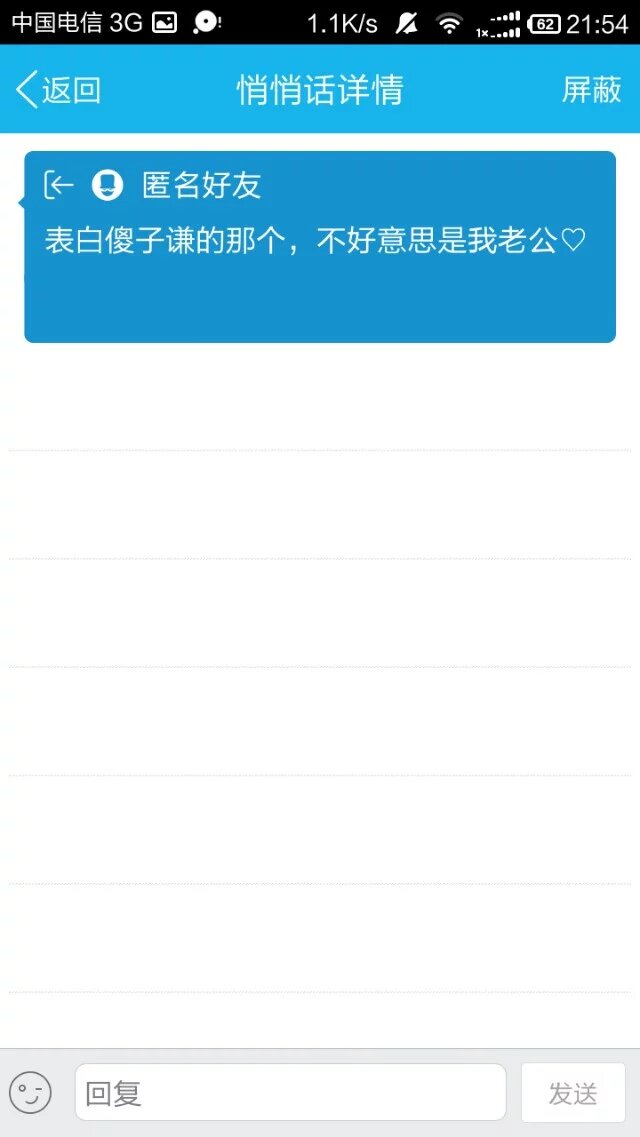 中国电信 3G 1.1K/s 1x 62 21:54
返回 悄悄话详情 屏蔽
匿名好友
表白傻子谦的那个，不好意思是我老公♡
回复 发送